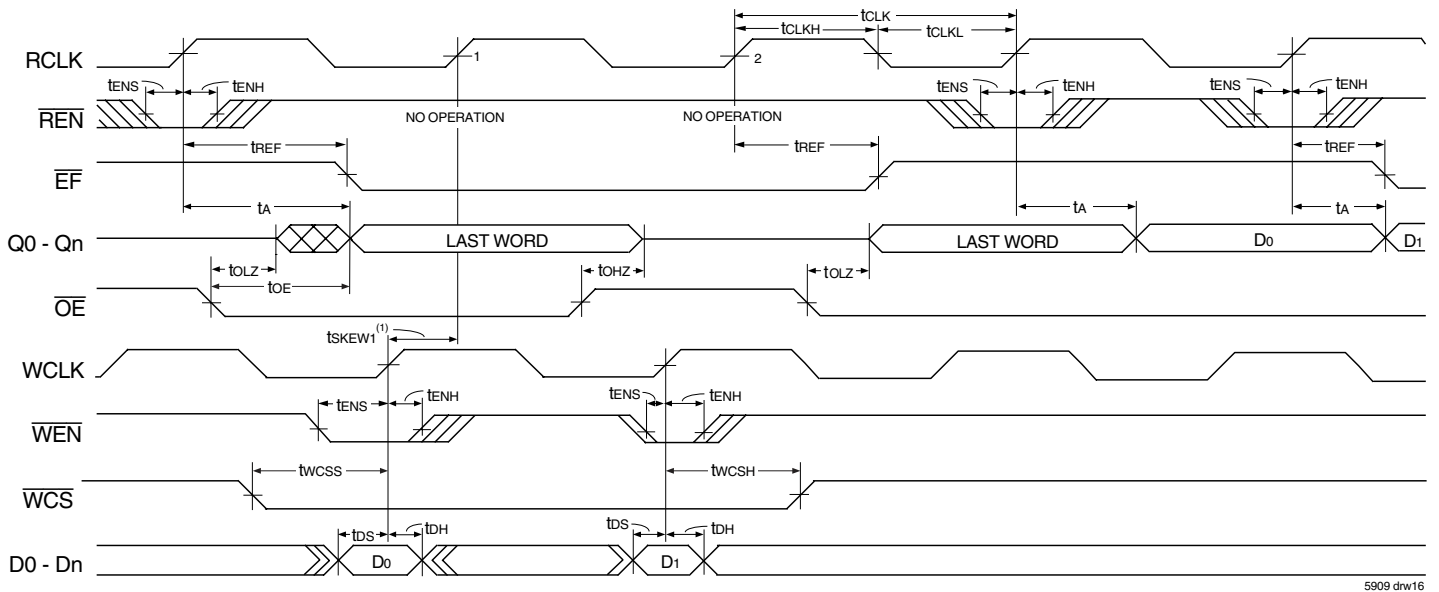 tCLK
tCLKH tCLKL
RCLK 1 2
tENS tENH tENS tENH tENS tENH
REN
NO OPERATION NO OPERATION
tREF tREF tREF
EF
tA tA tA
Q0 - Qn LAST WORD LAST WORD D0 D1
tOLZ tOHZ tOLZ
tOE
OE
tSKEW1(1)
WCLK
tENS tENH tENS tENH
WEN
tWCSS tWCSH
WCS
tDS tDH tDS tDH
D0 - Dn D0 D1
5909 drw16